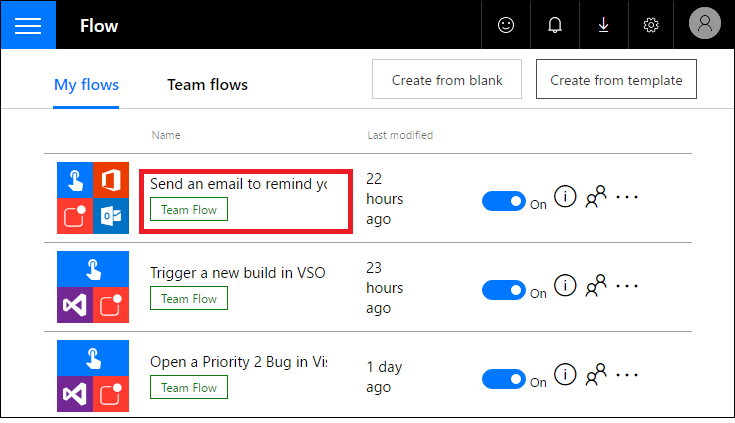 Flow
My flows
Team flows
Create from blank
Create from template
Name
Last modified
Send an email to remind yo
Team Flow
22
hours
ago
On
Trigger a new build in VSO
Team Flow
23
hours
ago
On
Open a Priority 2 Bug in Vis
Team Flow
1 day
ago
On